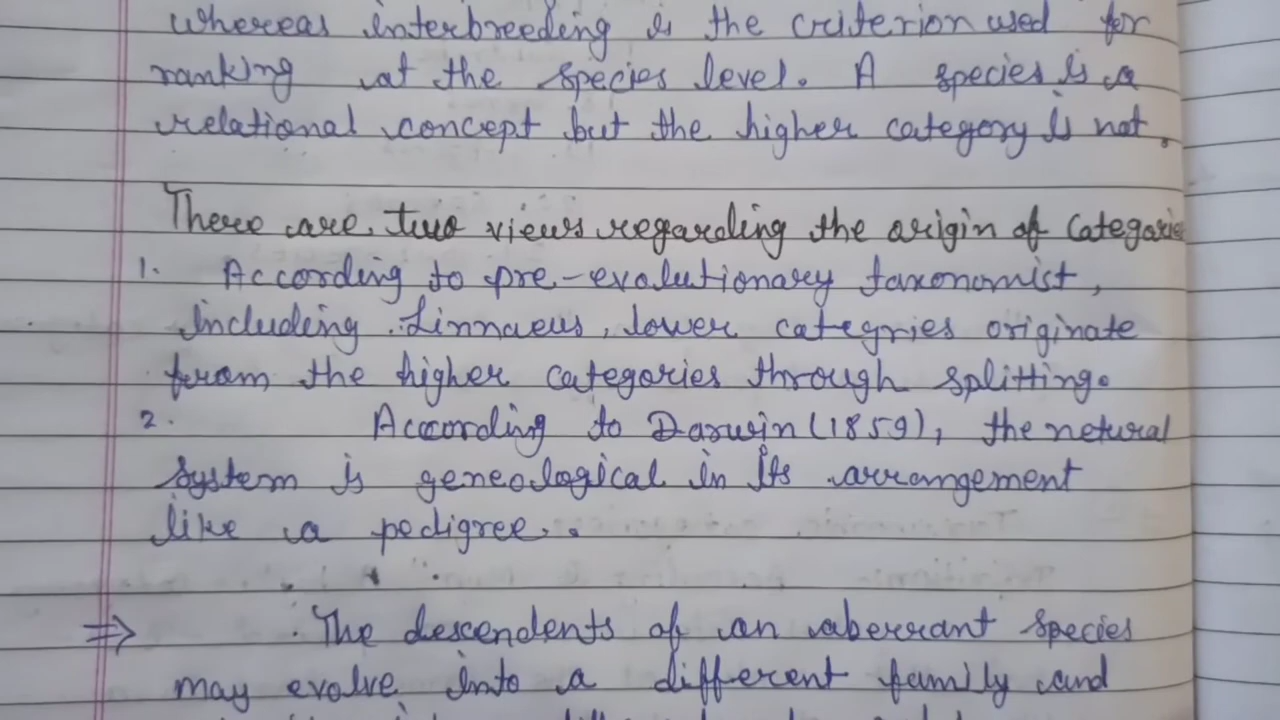 whereas interbreeding is the criterion used for
ranking at the species level. A species is a
relational concept but the higher category is not.
There are two views regarding the origin of Categorie
1. According to pre-evolutionary taxonomist,
including Linnaeus, lower categries originate
from the higher categories through splitting.
2. According to Darwin (1859), the netural
system is geneological in its arrangement
like a pedigree.
⇒ The descendents of an aberrant species
may evolve into a different family and